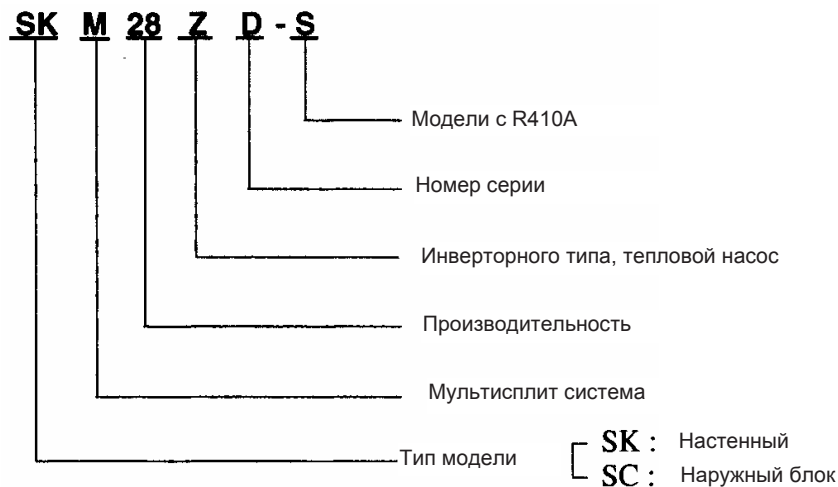 SK M 28 Z D - S
Модели с R410A
Номер серии
Инверторного типа, тепловой насос
Производительность
Мультисплит система
Тип модели
SK : Настенный
SC : Наружный блок